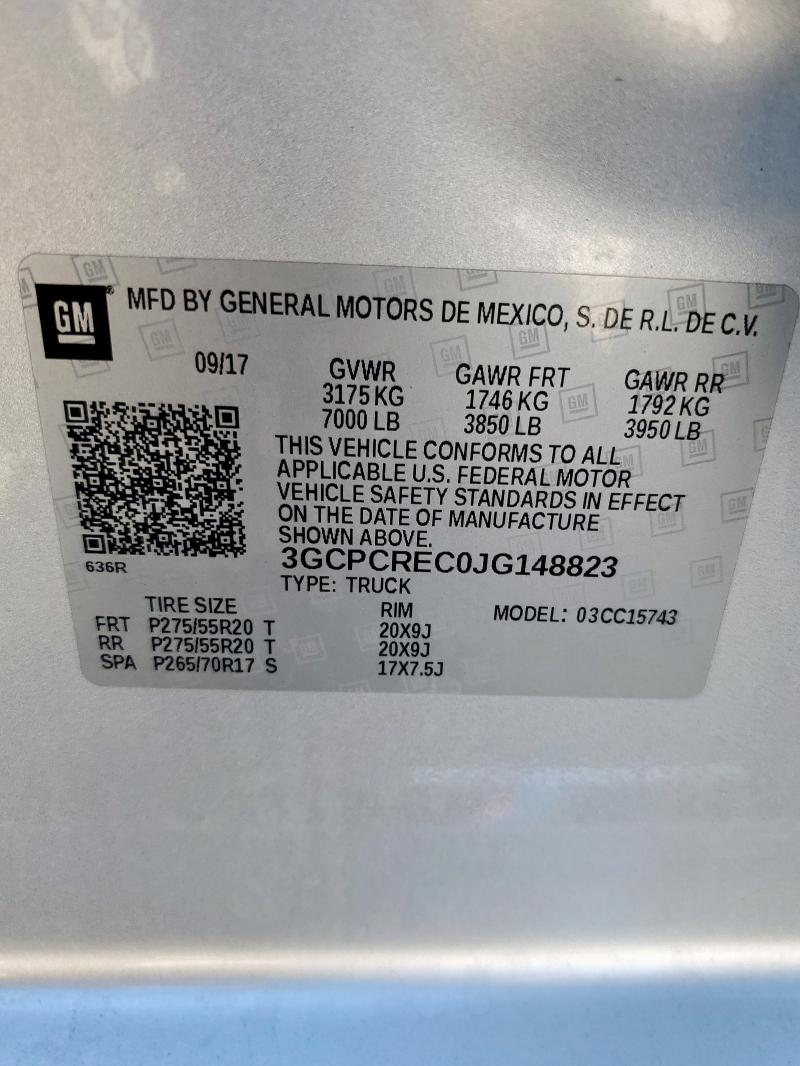 GM® MFD BY GENERAL MOTORS DE MEXICO, S. DE R.L. DE C.V.
09/17 GVWR GAWR FRT GAWR RR
3175 KG 1746 KG 1792 KG
7000 LB 3850 LB 3950 LB
THIS VEHICLE CONFORMS TO ALL
APPLICABLE U.S. FEDERAL MOTOR
VEHICLE SAFETY STANDARDS IN EFFECT
ON THE DATE OF MANUFACTURE
SHOWN ABOVE.
636R 3GCPCREC0JG148823
TYPE: TRUCK
TIRE SIZE RIM MODEL: 03CC15743
FRT P275/55R20 T 20X9J
RR P275/55R20 T 20X9J
SPA P265/70R17 S 17X7.5J